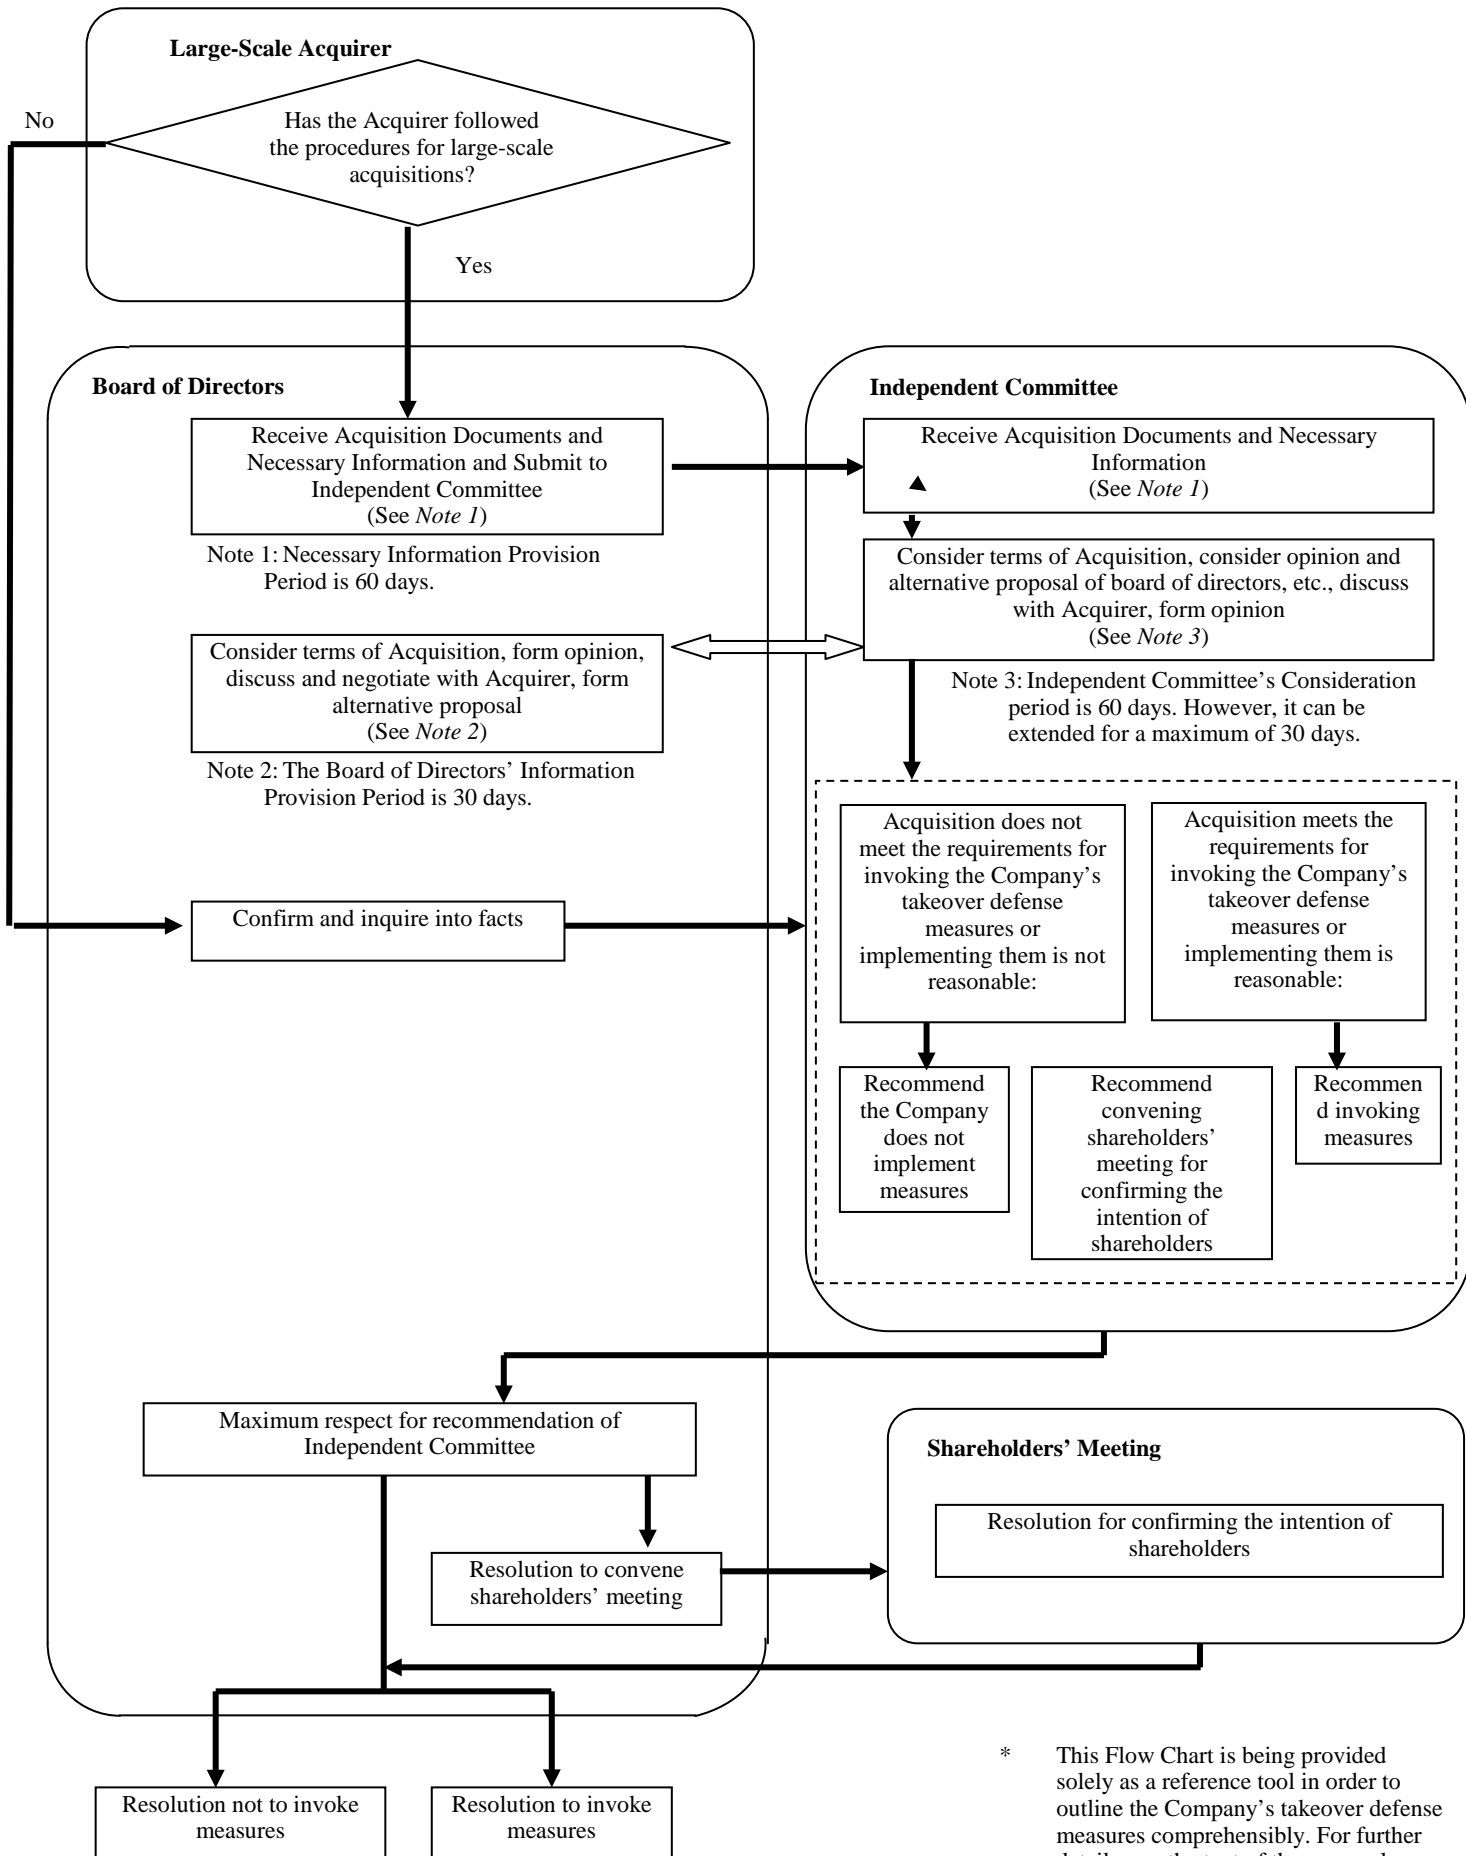 Large-Scale Acquirer
No
Has the Acquirer followed
the procedures for large-scale
acquisitions?
Yes
Board of Directors
Receive Acquisition Documents and
Necessary Information and Submit to
Independent Committee
(See Note 1)
Note 1: Necessary Information Provision
Period is 60 days.
Consider terms of Acquisition, form opinion,
discuss and negotiate with Acquirer, form
alternative proposal
(See Note 2)
Note 2: The Board of Directors’ Information
Provision Period is 30 days.
Confirm and inquire into facts
Independent Committee
Receive Acquisition Documents and Necessary
Information
(See Note 1)
Consider terms of Acquisition, consider opinion and
alternative proposal of board of directors, etc., discuss
with Acquirer, form opinion
(See Note 3)
Note 3: Independent Committee’s Consideration
period is 60 days. However, it can be
extended for a maximum of 30 days.
Acquisition does not
meet the requirements for
invoking the Company’s
takeover defense
measures or
implementing them is not
reasonable:
Acquisition meets the
requirements for
invoking the Company’s
takeover defense
measures or
implementing them is
reasonable:
Recommend
the Company
does not
implement
measures
Recommend
convening
shareholders’
meeting for
confirming the
intention of
shareholders
Recommen
d invoking
measures
Maximum respect for recommendation of
Independent Committee
Resolution to convene
shareholders’ meeting
Shareholders’ Meeting
Resolution for confirming the intention of
shareholders
Resolution not to invoke
measures
Resolution to invoke
measures
* This Flow Chart is being provided
solely as a reference tool in order to
outline the Company’s takeover defense
measures comprehensibly. For further